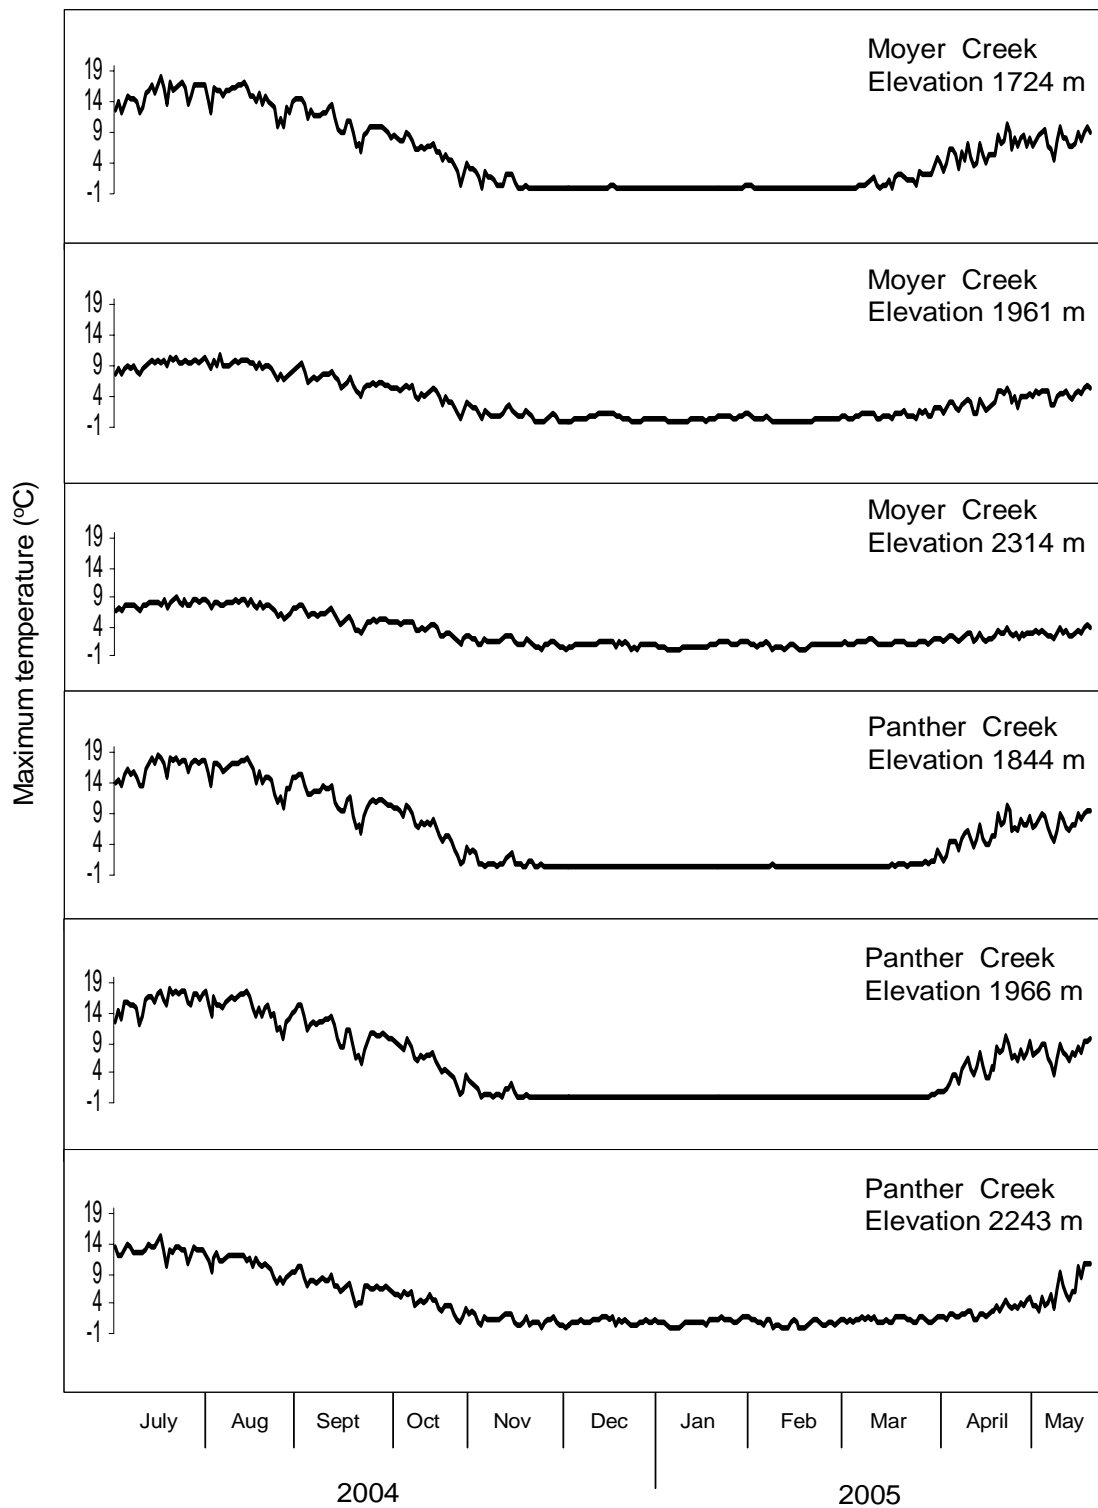 Maximum temperature (ºC)
Moyer Creek
Elevation 1724 m
19
14
9
4
-1
Moyer Creek
Elevation 1961 m
19
14
9
4
-1
Moyer Creek
Elevation 2314 m
19
14
9
4
-1
Panther Creek
Elevation 1844 m
19
14
9
4
-1
Panther Creek
Elevation 1966 m
19
14
9
4
-1
Panther Creek
Elevation 2243 m
19
14
9
4
-1
July Aug Sept Oct Nov Dec Jan Feb Mar April May
2004 2005